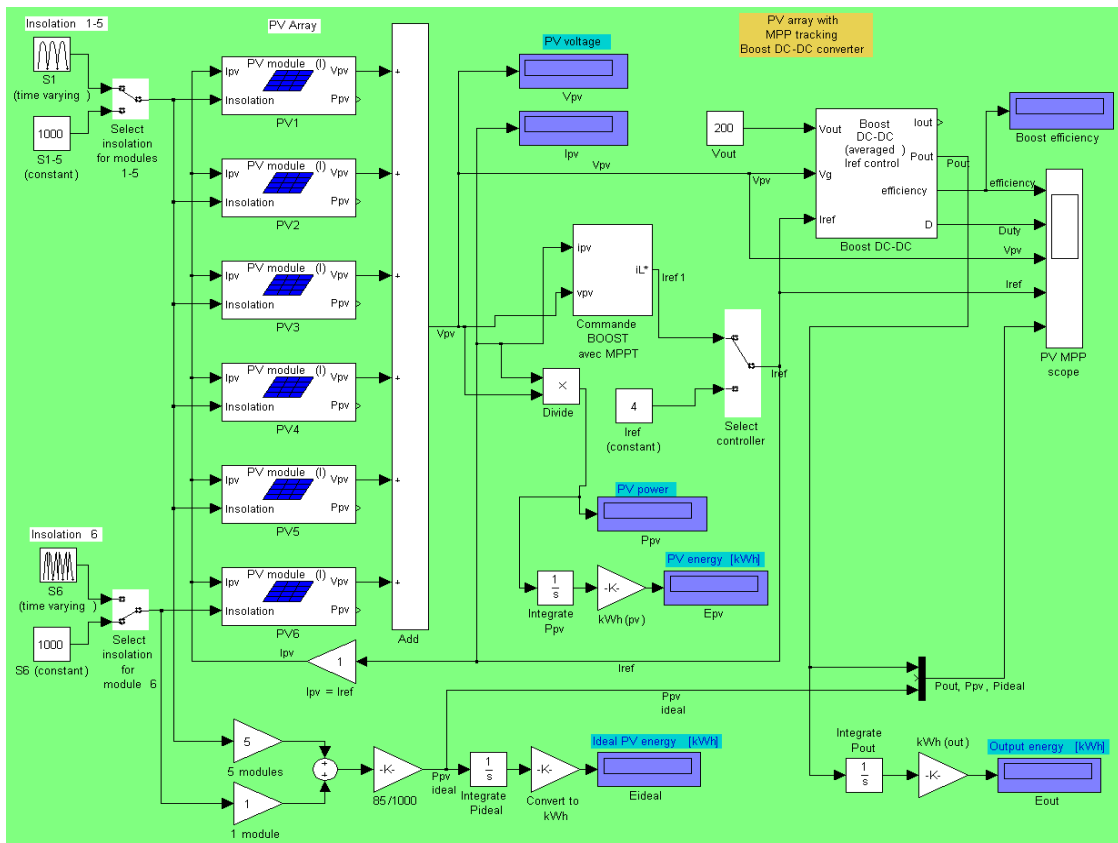 Insolation 1-5
S1
(time varying )
1000
S1-5
(constant)
Select
insolation
for modules
1-5
PV Array
PV module (I)
Ipv
Vpv
Insolation
Ppv
PV1
PV module (I)
Ipv
Vpv
Insolation
Ppv
PV2
PV module (I)
Ipv
Vpv
Insolation
Ppv
PV3
PV module (I)
Ipv
Vpv
Insolation
Ppv
PV4
PV module (I)
Ipv
Vpv
Insolation
Ppv
PV5
PV module (I)
Ipv
Vpv
Insolation
Ppv
PV6
+
+
+
+
+
+
Add
Vpv
Insolation 6
S6
(time varying )
1000
S6 (constant)
Select
insolation
for
module 6
Ipv
1
Ipv = Iref
Iref
PV voltage
Vpv
Ipv
Vpv
PV array with
MPP tracking
Boost DC-DC converter
200
Vout
Vout
Vg
Iref
Boost
DC-DC
(averaged )
Iref control
Iout
Pout
efficiency
D
Boost DC-DC
Vpv
Pout
Boost efficiency
efficiency
Duty
Vpv
Iref
PV MPP
scope
ipv
vpv
iL*
Commande
BOOST
avec MPPT
Iref 1
×
Divide
4
Iref
(constant)
Select
controller
Iref
PV power
Ppv
1
s
Integrate
Ppv
-K-
kWh (pv)
PV energy [kWh]
Epv
Ppv
ideal
Pout, Ppv , Pideal
5
5 modules
1
1 module
+
+
-K-
85/1000
Ppv
ideal
1
s
Integrate
Pideal
-K-
Convert to
kWh
Ideal PV energy [kWh]
Eideal
Integrate
Pout
1
s
kWh (out)
-K-
Output energy [kWh]
Eout